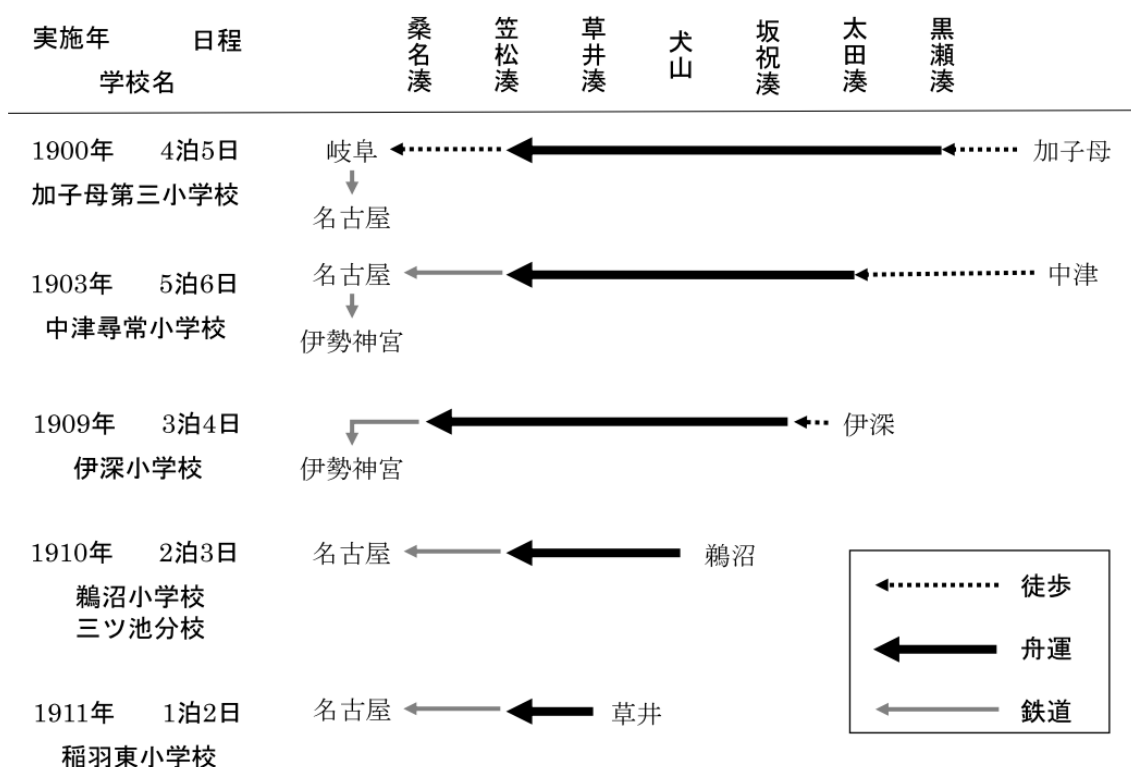 実施年 日程
学校名
桑名湊 笠松湊 草井湊 犬山 坂祝湊 太田湊 黒瀬湊
1900年 4泊5日 岐阜 加子母
加子母第三小学校 名古屋
1903年 5泊6日 名古屋 中津
中津尋常小学校 伊勢神宮
1909年 3泊4日 伊深
伊深小学校 伊勢神宮
1910年 2泊3日 名古屋 鵜沼
鵜沼小学校
三ツ池分校
1911年 1泊2日 名古屋 草井
稲羽東小学校
徒歩
舟運
鉄道